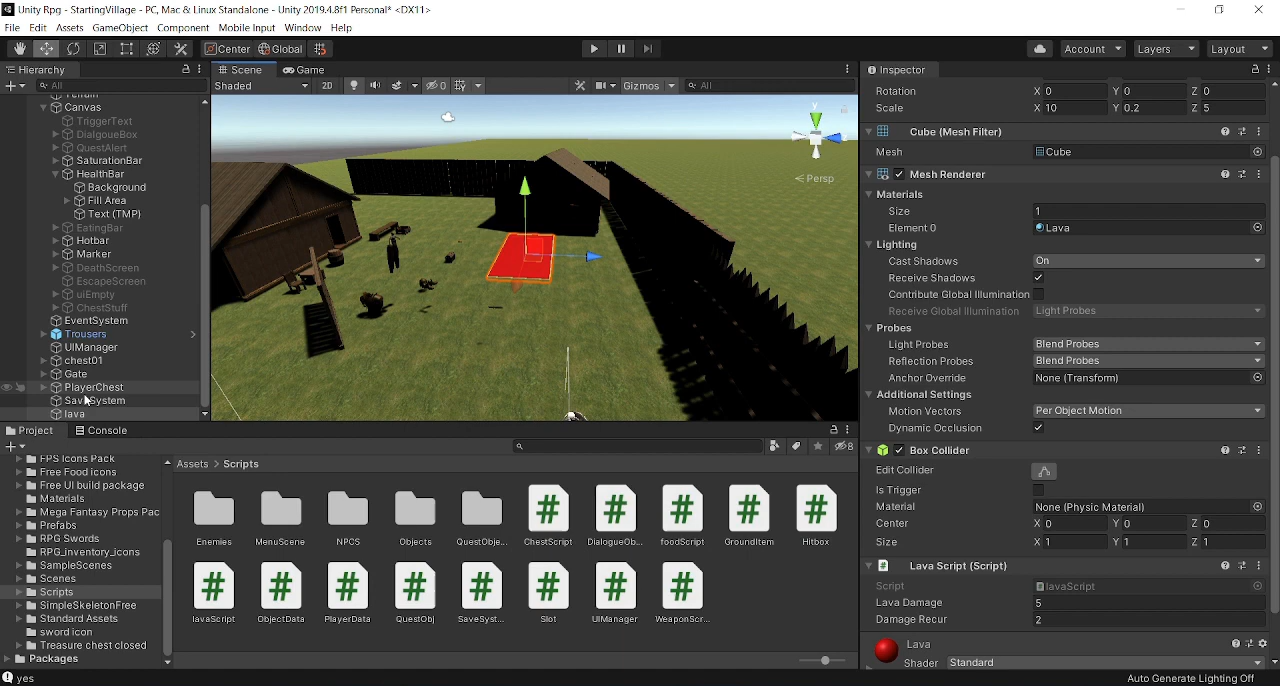 Unity Rpg - StartingVillage - PC, Mac & Linux Standalone - Unity 2019.4.8f1 Personal* <DX11>
File Edit Assets GameObject Component Mobile Input Window Help
Center Global Account Layers Layout
Hierarchy Scene Game Inspector
All Shaded 2D 0 Gizmos All
Rotation X 0 Y 0 Z 0
Scale X 10 Y 0.2 Z 5
Terrain
Canvas
TriggerText
DialgoueBox
QuestAlert
SaturationBar
HealthBar
Background
Fill Area
Text (TMP)
EatingBar
Hotbar
Marker
DeathScreen
EscapeScreen
uiEmpty
ChestStuff
EventSystem
Trousers
UIManager
chest01
Gate
PlayerChest
SaveSystem
lava
y
z
Persp
Cube (Mesh Filter)
Mesh Cube
Mesh Renderer
Materials
Size 1
Element 0 Lava
Lighting
Cast Shadows On
Receive Shadows
Contribute Global Illumination
Receive Global Illumination Light Probes
Probes
Light Probes Blend Probes
Reflection Probes Blend Probes
Anchor Override None (Transform)
Additional Settings
Motion Vectors Per Object Motion
Dynamic Occlusion
Box Collider
Edit Collider
Is Trigger
Material None (Physic Material)
Center X 0 Y 0 Z 0
Size X 1 Y 1 Z 1
Lava Script (Script)
Script lavaScript
Lava Damage 5
Damage Recur 2
Lava
Shader Standard
Project Console
8
Assets > Scripts
FPS Icons Pack
Free Food icons
Free UI build package
Materials
Mega Fantasy Props Pac
Prefabs
RPG Swords
RPG_inventory_icons
SampleScenes
Scenes
Scripts
SimpleSkeletonFree
Standard Assets
sword icon
Treasure chest closed
Packages
Enemies MenuScene NPCS Objects QuestObje... ChestScript DialogueOb... foodScript GroundItem Hitbox
lavaScript ObjectData PlayerData QuestObj SaveSyst... Slot UIManager WeaponScr...
yes
Auto Generate Lighting Off